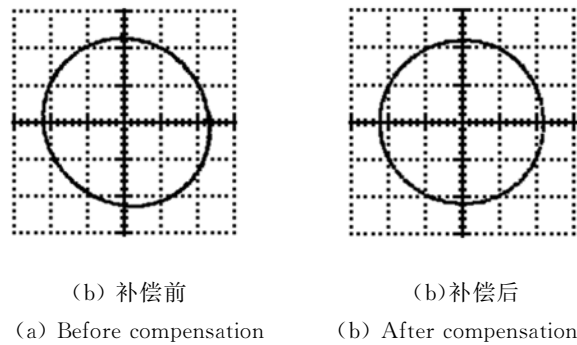 (b) 补偿前
(a) Before compensation
(b)补偿后
(b) After compensation